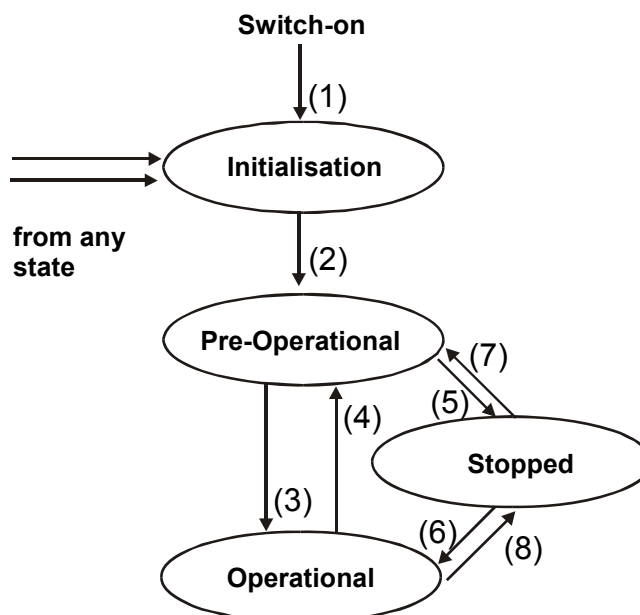 Switch-on
(1)
Initialisation
from any
state
(2)
Pre-Operational
(7)
(5)
(4)
Stopped
(3)
(6)
(8)
Operational